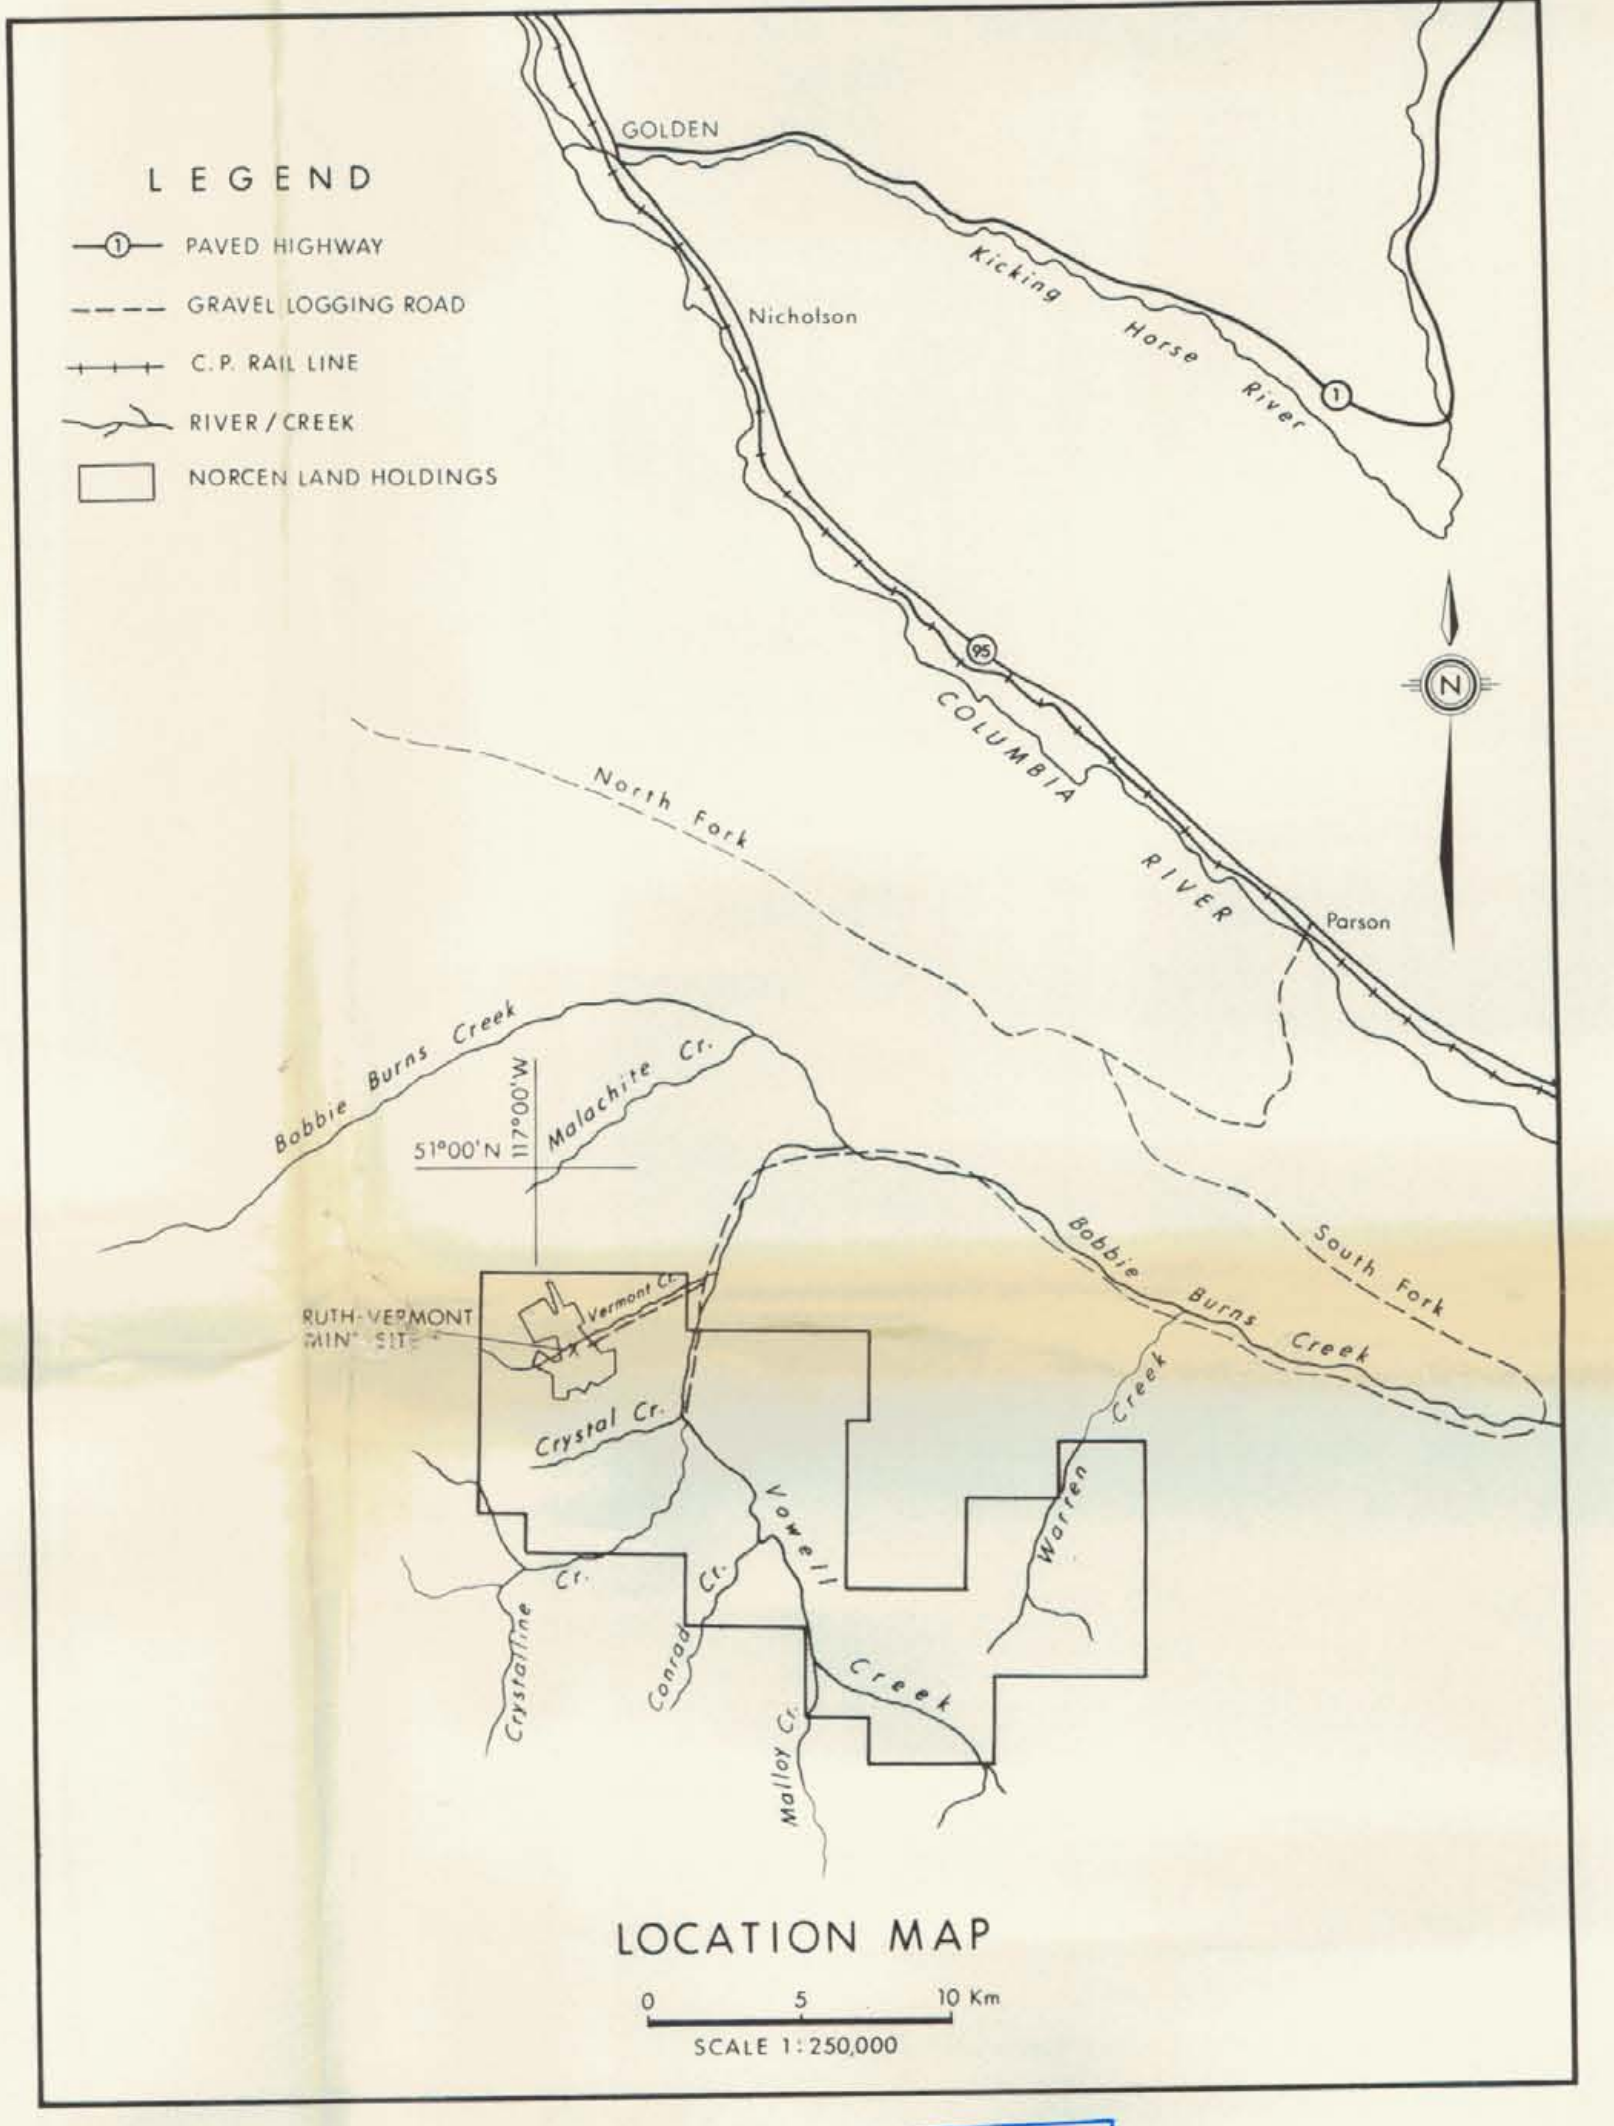 GOLDEN
LEGEND
1 PAVED HIGHWAY
GRAVEL LOGGING ROAD
C.P. RAIL LINE
RIVER / CREEK
NORCEN LAND HOLDINGS
Kicking Horse River
Nicholson
1
95
N
COLUMBIA RIVER
North Fork
Parson
Bobbie Burns Creek
Malachite Cr.
117°00'W
51°00'N
Bobbie Burns Creek
South Fork
Vermont Cr.
RUTH-VERMONT
MINE SITE
Creek
Crystal Cr.
Vowell
Warren
Cr.
Cr.
Crystalline
Conrad
Creek
Malloy Cr.
LOCATION MAP
0 5 10 Km
SCALE 1:250,000